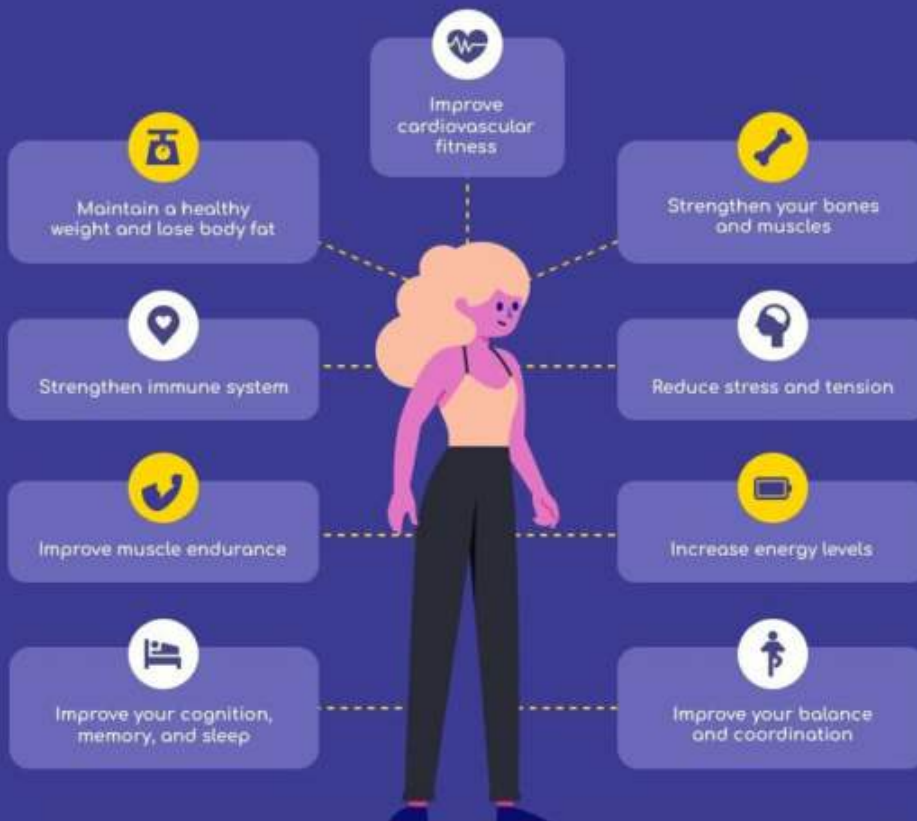 Improve
cardiovascular
fitness
Maintain a healthy
weight and lose body fat
Strengthen your bones
and muscles
Strengthen immune system
Reduce stress and tension
Improve muscle endurance
Increase energy levels
Improve your cognition,
memory, and sleep
Improve your balance
and coordination